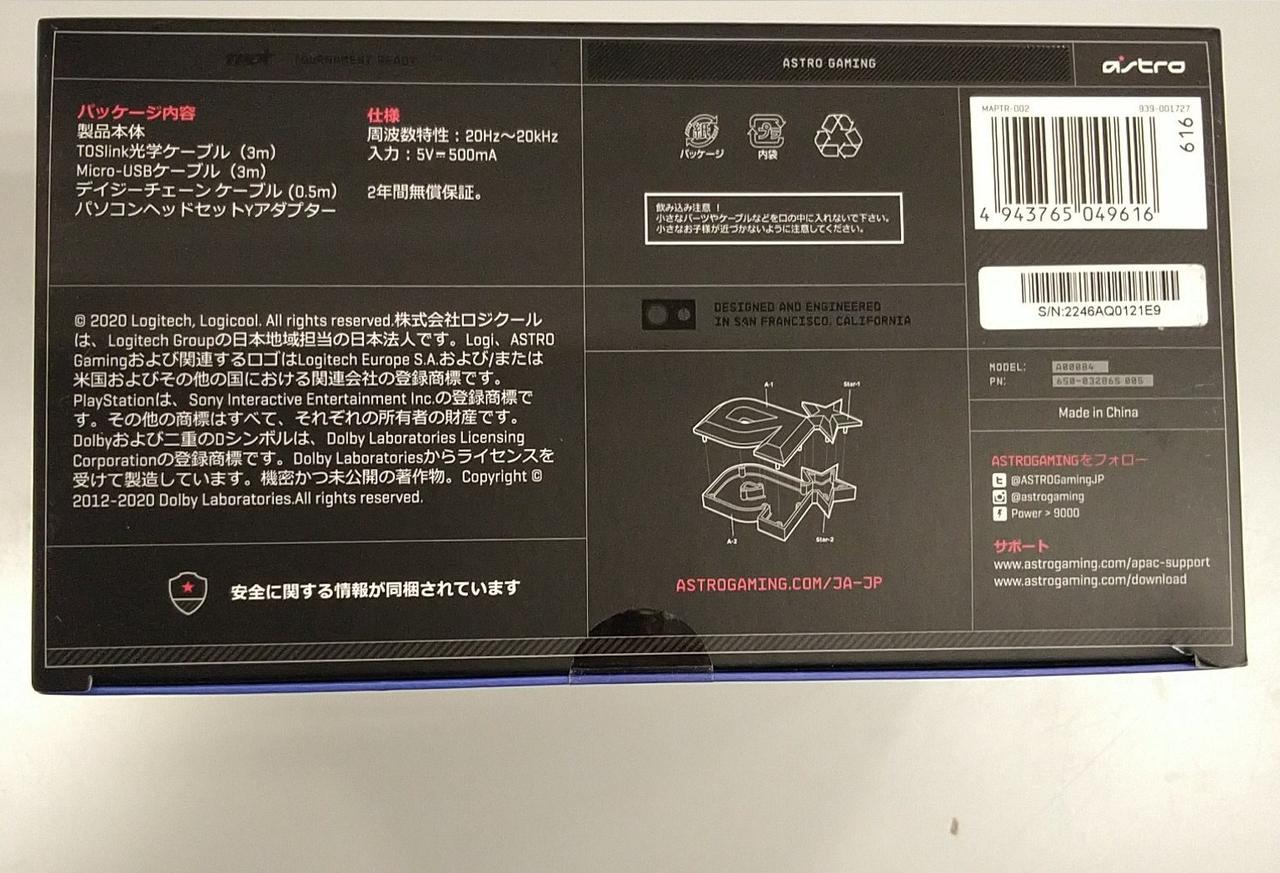 TOURNAMENT READY
ASTRO GAMING
astro
パッケージ内容
製品本体
TOSlink光学ケーブル（3m）
Micro-USBケーブル（3m）
デイジーチェーン ケーブル (0.5m)
パソコンヘッドセットYアダプター
仕様
周波数特性：20Hz～20kHz
入力：5V⎓500mA
2年間無償保証。
© 2020 Logitech, Logicool. All rights reserved.株式会社ロジクール
は、Logitech Groupの日本地域担当の日本法人です。Logi、ASTRO
Gamingおよび関連するロゴはLogitech Europe S.A.および/または
米国およびその他の国における関連会社の登録商標です。
PlayStationは、Sony Interactive Entertainment Inc.の登録商標で
す。その他の商標はすべて、それぞれの所有者の財産です。
Dolbyおよび二重のDシンボルは、Dolby Laboratories Licensing
Corporationの登録商標です。Dolby Laboratoriesからライセンスを
受けて製造しています。機密かつ未公開の著作物。Copyright ©
2012-2020 Dolby Laboratories.All rights reserved.
安全に関する情報が同梱されています
紙
プラ
パッケージ
内袋
飲み込み注意！
小さなパーツやケーブルなどを口の中に入れないで下さい。
小さなお子様が近づかないように注意してください。
DESIGNED AND ENGINEERED
IN SAN FRANCISCO, CALIFORNIA
A-1
Star-1
A-2
Star-2
ASTROGAMING.COM/JA-JP
MAPTR-002
939-001727
616
4 943765 049616
S/N:2246AQ0121E9
MODEL: A00084
PN: 650-032865 005
Made in China
ASTROGAMINGをフォロー
@ASTROGamingJP
@astrogaming
Power > 9000
サポート
www.astrogaming.com/apac-support
www.astrogaming.com/download